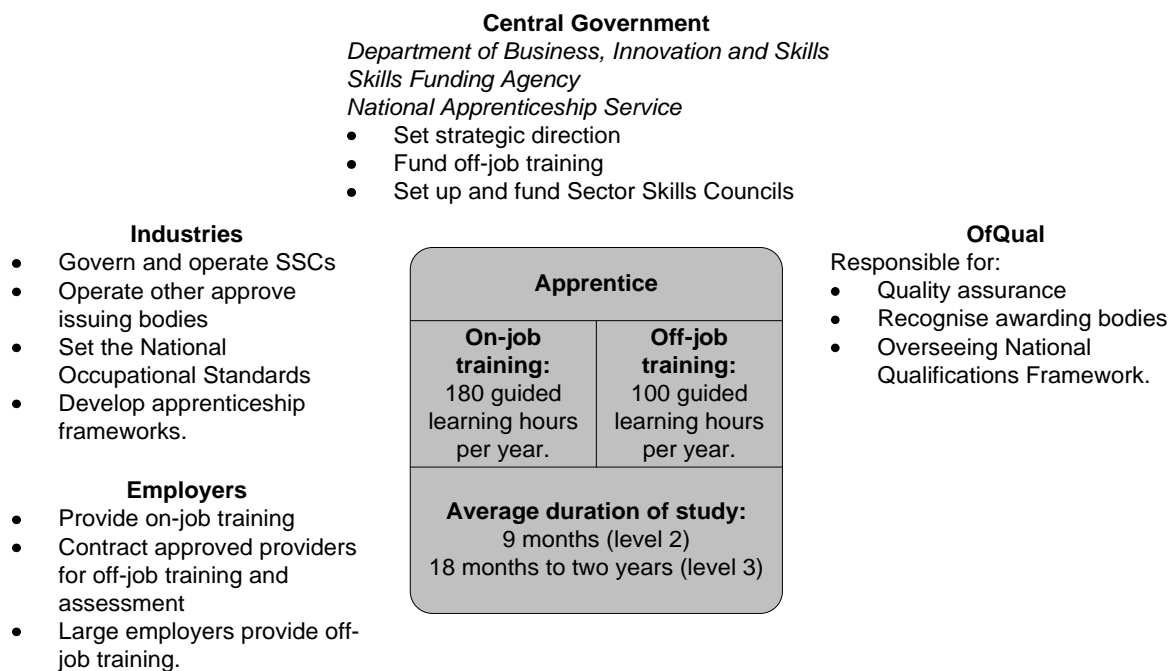 Central Government
Department of Business, Innovation and Skills
Skills Funding Agency
National Apprenticeship Service
• Set strategic direction
• Fund off-job training
• Set up and fund Sector Skills Councils
Industries
• Govern and operate SSCs
• Operate other approve
issuing bodies
• Set the National
Occupational Standards
• Develop apprenticeship
frameworks.
Employers
• Provide on-job training
• Contract approved providers
for off-job training and
assessment
• Large employers provide off-
job training.
Apprentice
On-job
training:
180 guided
learning hours
per year.
Off-job
training:
100 guided
learning hours
per year.
Average duration of study:
9 months (level 2)
18 months to two years (level 3)
OfQual
Responsible for:
• Quality assurance
• Recognise awarding bodies
• Overseeing National
Qualifications Framework.